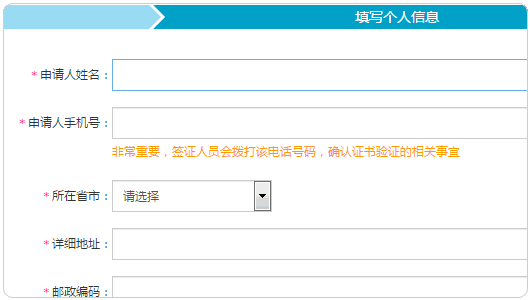 填写个人信息
* 申请人姓名：
* 申请人手机号：
非常重要，签证人员会拨打该电话号码，确认证书验证的相关事宜
* 所在省市： 请选择
* 详细地址：
* 邮政编码：